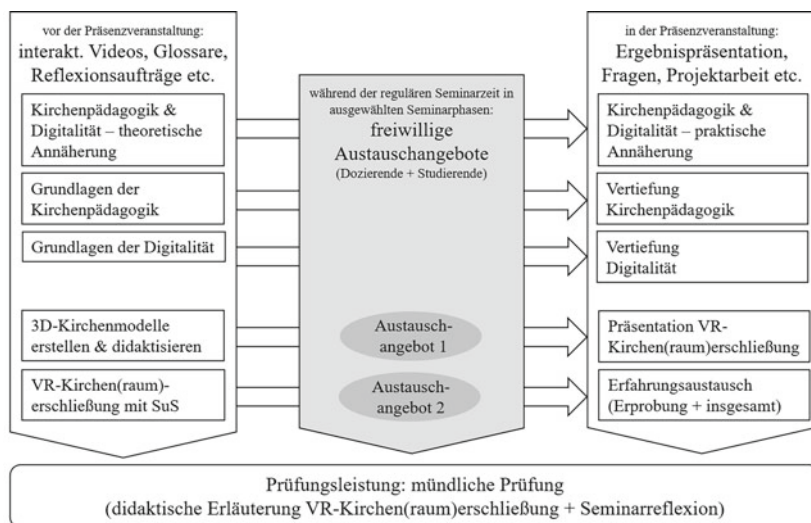 vor der Präsenzveranstaltung:
interakt. Videos, Glossare,
Reflexionsaufträge etc.
Kirchenpädagogik &
Digitalität – theoretische
Annäherung
Grundlagen der
Kirchenpädagogik
Grundlagen der Digitalität
3D-Kirchenmodelle
erstellen & didaktisieren
VR-Kirchen(raum)-
erschließung mit SuS
während der regulären Seminarzeit in
ausgewählten Seminarphasen:
freiwillige
Austauschangebote
(Dozierende + Studierende)
Austausch-
angebot 1
Austausch-
angebot 2
in der Präsenzveranstaltung:
Ergebnispräsentation,
Fragen, Projektarbeit etc.
Kirchenpädagogik &
Digitalität – praktische
Annäherung
Vertiefung
Kirchenpädagogik
Vertiefung
Digitalität
Präsentation VR-
Kirchen(raum)erschließung
Erfahrungsaustausch
(Erprobung + insgesamt)
Prüfungsleistung: mündliche Prüfung
(didaktische Erläuterung VR-Kirchen(raum)erschließung + Seminarreflexion)